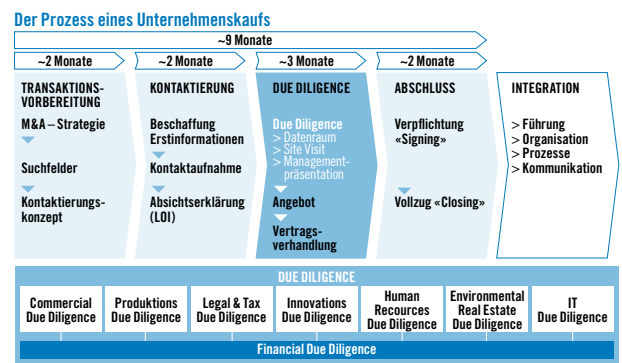 Der Prozess eines Unternehmenskaufs
~9 Monate
~2 Monate
~2 Monate
~3 Monate
~2 Monate
TRANSAKTIONS-
VORBEREITUNG
M&A – Strategie
Suchfelder
Kontaktierungs-
konzept
KONTAKTIERUNG
Beschaffung
Erstinformationen
Kontaktaufnahme
Absichtserklärung
(LOI)
DUE DILIGENCE
Due Diligence
> Datenraum
> Site Visit
> Management-
präsentation
Angebot
Vertrags-
verhandlung
ABSCHLUSS
Verpflichtung
«Signing»
Vollzug «Closing»
INTEGRATION
> Führung
> Organisation
> Prozesse
> Kommunikation
DUE DILIGENCE
Commercial
Due Diligence
Produktions
Due Diligence
Legal & Tax
Due Diligence
Innovations
Due Diligence
Human
Recources
Due Diligence
Environmental
Real Estate
Due Diligence
IT
Due Diligence
Financial Due Diligence